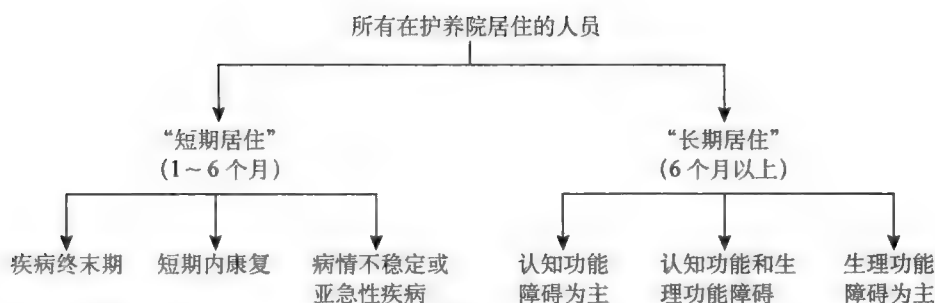 所有在护养院居住的人员
“短期居住”
(1～6个月)
“长期居住”
(6个月以上)
疾病终末期
短期内康复
病情不稳定或
亚急性疾病
认知功能
障碍为主
认知功能和生
理功能障碍
生理功能
障碍为主